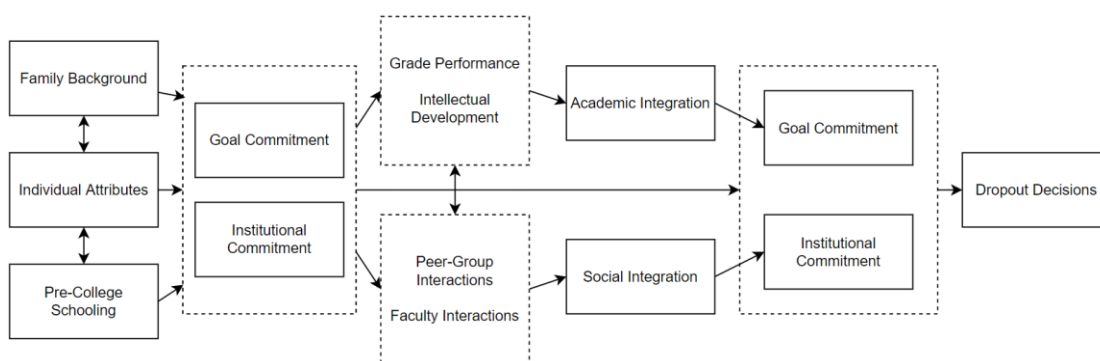 Family Background
Individual Attributes
Pre-College
Schooling
Goal Commitment
Institutional
Commitment
Grade Performance
Intellectual
Development
Peer-Group
Interactions
Faculty Interactions
Academic Integration
Social Integration
Goal Commitment
Institutional
Commitment
Dropout Decisions